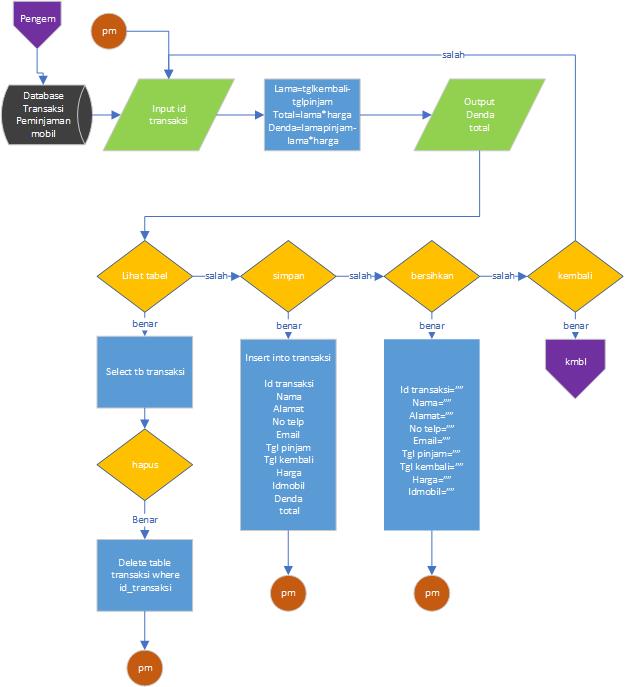 Pengem
pm
salah
Database
Transaksi
Peminjaman
mobil
Input id
transaksi
Lama=tglkembali-
tglpinjam
Total=lama*harga
Denda=lamapinjam-
lama*harga
Output
Denda
total
Lihat tabel
salah
simpan
salah
bersihkan
salah
kembali
benar
benar
benar
benar
Select tb transaksi
Insert into transaksi
Id transaksi
Nama
Alamat
No telp
Email
Tgl pinjam
Tgl kembali
Harga
Idmobil
Denda
total
Id transaksi=””
Nama=””
Alamat=””
No telp=””
Email=””
Tgl pinjam=””
Tgl kembali=””
Harga=””
Idmobil=””
kmbl
hapus
Benar
Delete table
transaksi where
id_transaksi
pm
pm
pm